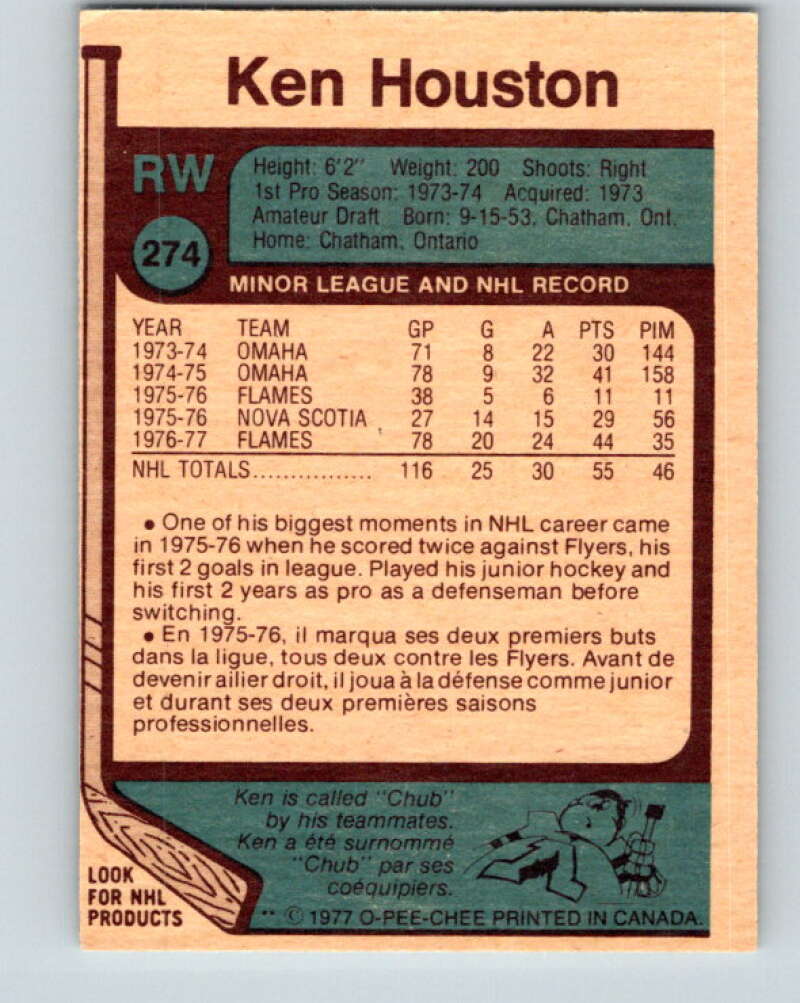 Ken Houston
RW
Height: 6'2" Weight: 200 Shoots: Right
1st Pro Season: 1973-74 Acquired: 1973
Amateur Draft Born: 9-15-53, Chatham, Ont.
Home: Chatham, Ontario
274
MINOR LEAGUE AND NHL RECORD
YEAR TEAM GP G A PTS PIM
1973-74 OMAHA 71 8 22 30 144
1974-75 OMAHA 78 9 32 41 158
1975-76 FLAMES 38 5 6 11 11
1975-76 NOVA SCOTIA 27 14 15 29 56
1976-77 FLAMES 78 20 24 44 35
NHL TOTALS................ 116 25 30 55 46
• One of his biggest moments in NHL career came
in 1975-76 when he scored twice against Flyers, his
first 2 goals in league. Played his junior hockey and
his first 2 years as pro as a defenseman before
switching.
• En 1975-76, il marqua ses deux premiers buts
dans la ligue, tous deux contre les Flyers. Avant de
devenir ailier droit, il joua à la défense comme junior
et durant ses deux premières saisons
professionnelles.
Ken is called "Chub"
by his teammates.
Ken a été surnommé
"Chub" par ses
coéquipiers.
LOOK
FOR NHL
PRODUCTS
** © 1977 O-PEE-CHEE PRINTED IN CANADA.